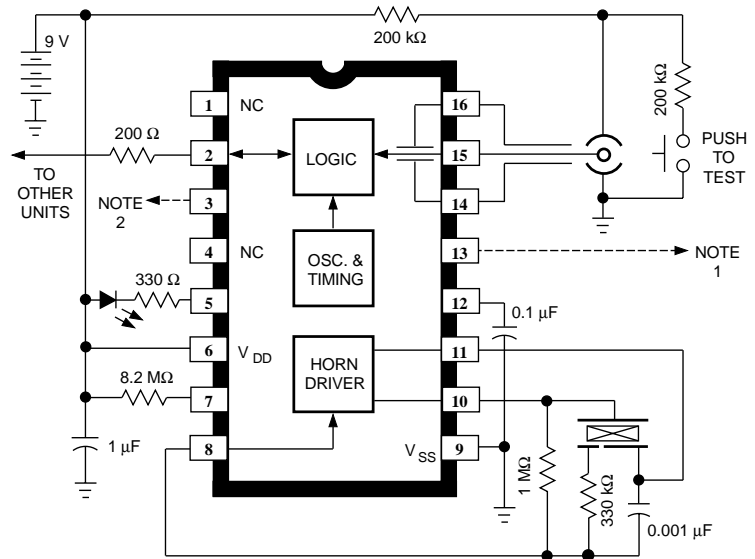 9 V
200 kΩ
200 kΩ
PUSH
TO
TEST
1
NC
16
200 Ω
2
LOGIC
15
TO
OTHER
UNITS
NOTE
2
3
14
4
NC
OSC. &
TIMING
13
NOTE
1
330 Ω
5
12
0.1 μF
6
V DD
HORN
DRIVER
11
8.2 MΩ
7
10
1 μF
8
V SS
9
1 MΩ
330 kΩ
0.001 μF